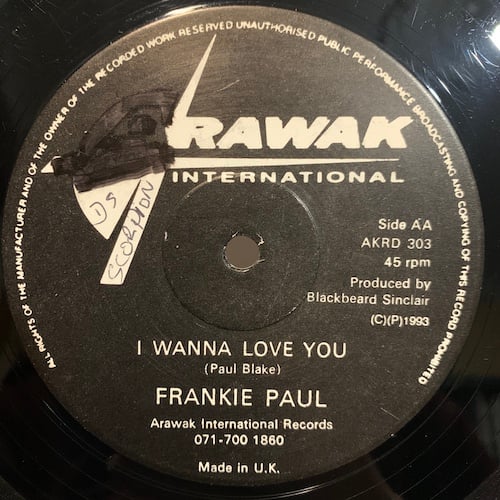 ALL RIGHTS OF THE MANUFACTURER AND OF THE OWNER OF THE RECORDED WORK RESERVED UNAUTHORISED PUBLIC PERFORMANCE BROADCASTING AND COPYING OF THIS RECORD PROHIBITED
ARAWAK
INTERNATIONAL
DS
SCORPION
Side AA
AKRD 303
45 rpm
Produced by
Blackbeard Sinclair
(C)(P)1993
I WANNA LOVE YOU
(Paul Blake)
FRANKIE PAUL
Arawak International Records
071-700 1860
Made in U.K.